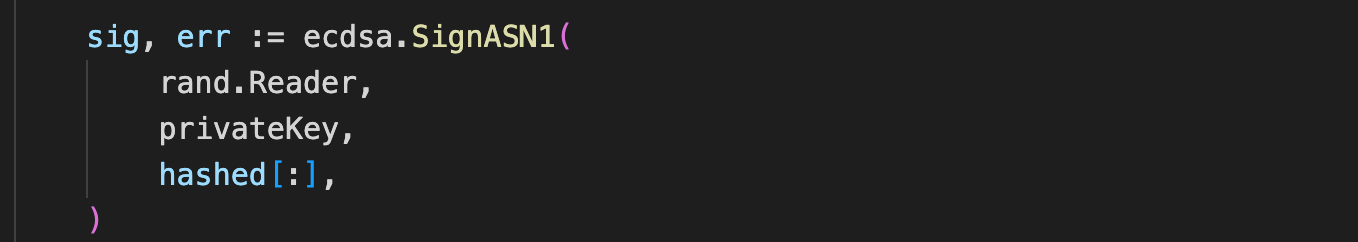 sig, err := ecdsa.SignASN1(
    rand.Reader,
    privateKey,
    hashed[:],
)